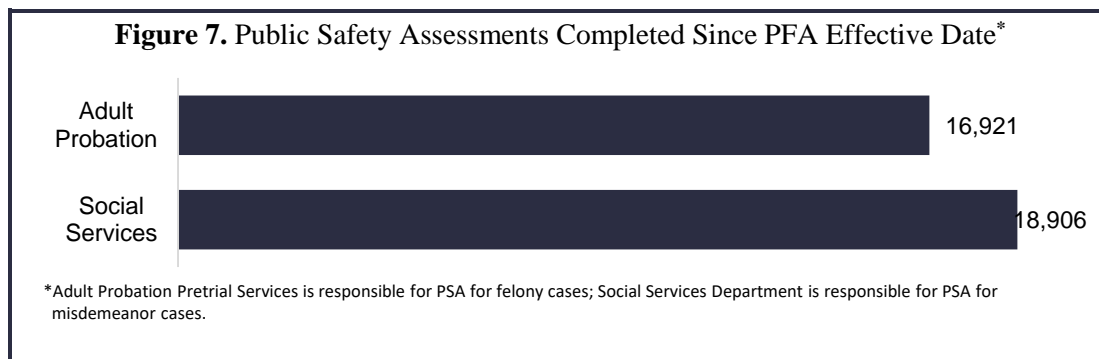 Figure 7. Public Safety Assessments Completed Since PFA Effective Date*
Adult
Probation
16,921
Social
Services
18,906
*Adult Probation Pretrial Services is responsible for PSA for felony cases; Social Services Department is responsible for PSA for
misdemeanor cases.